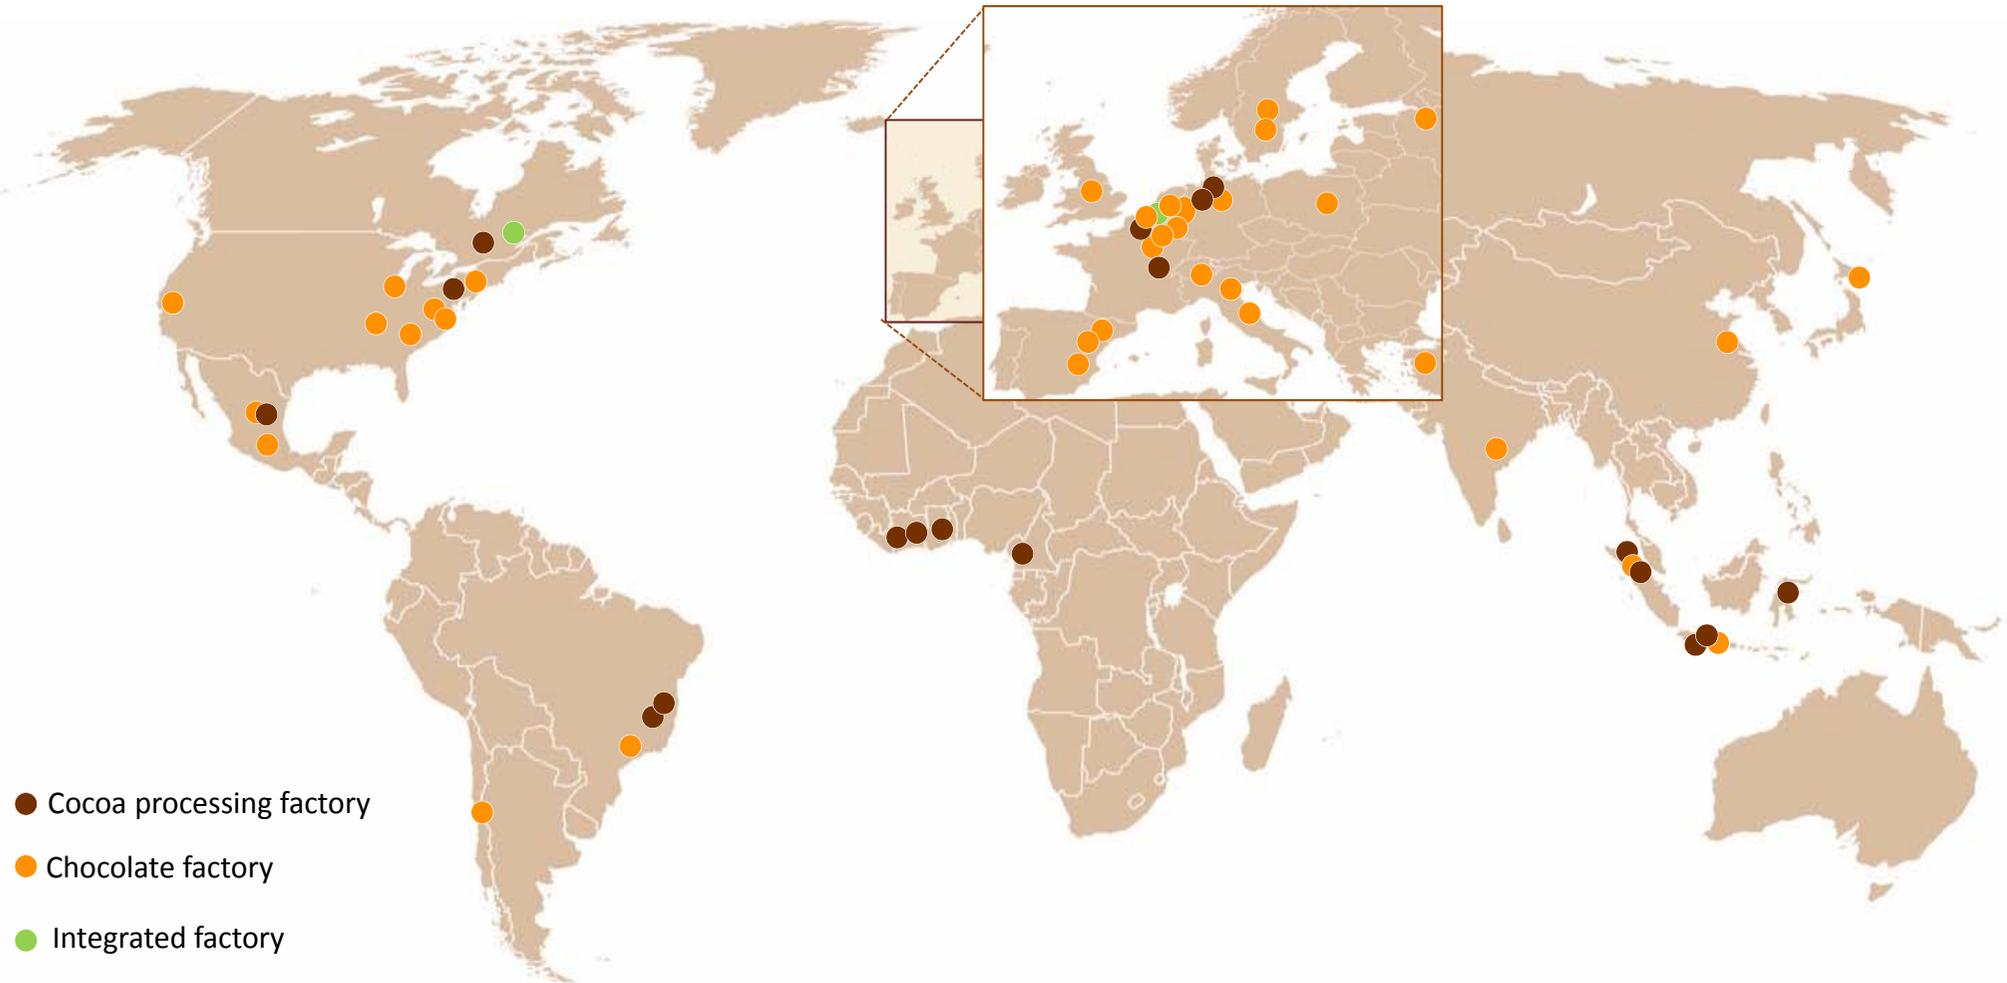 Cocoa processing factory
Chocolate factory
Integrated factory